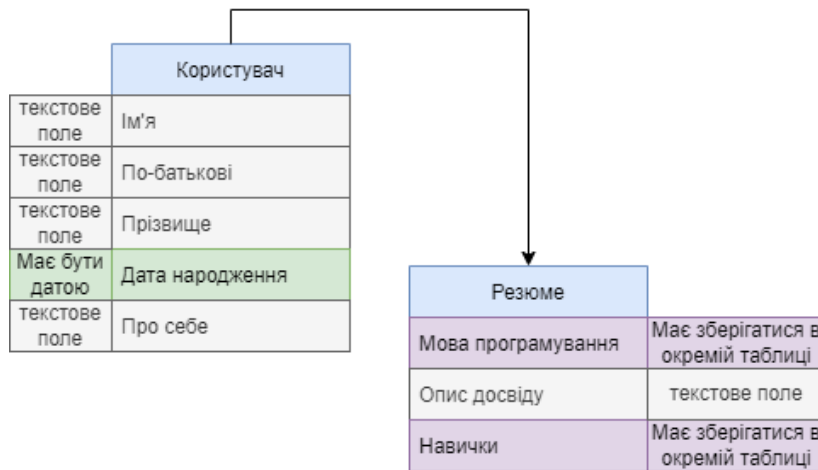 Користувач
текстове
поле
Ім'я
текстове
поле
По-батькові
текстове
поле
Прізвище
Має бути
датою
Дата народження
текстове
поле
Про себе
Резюме
Мова програмування
Має зберігатися в
окремій таблиці
Опис досвіду
текстове поле
Навички
Має зберігатися в
окремій таблиці